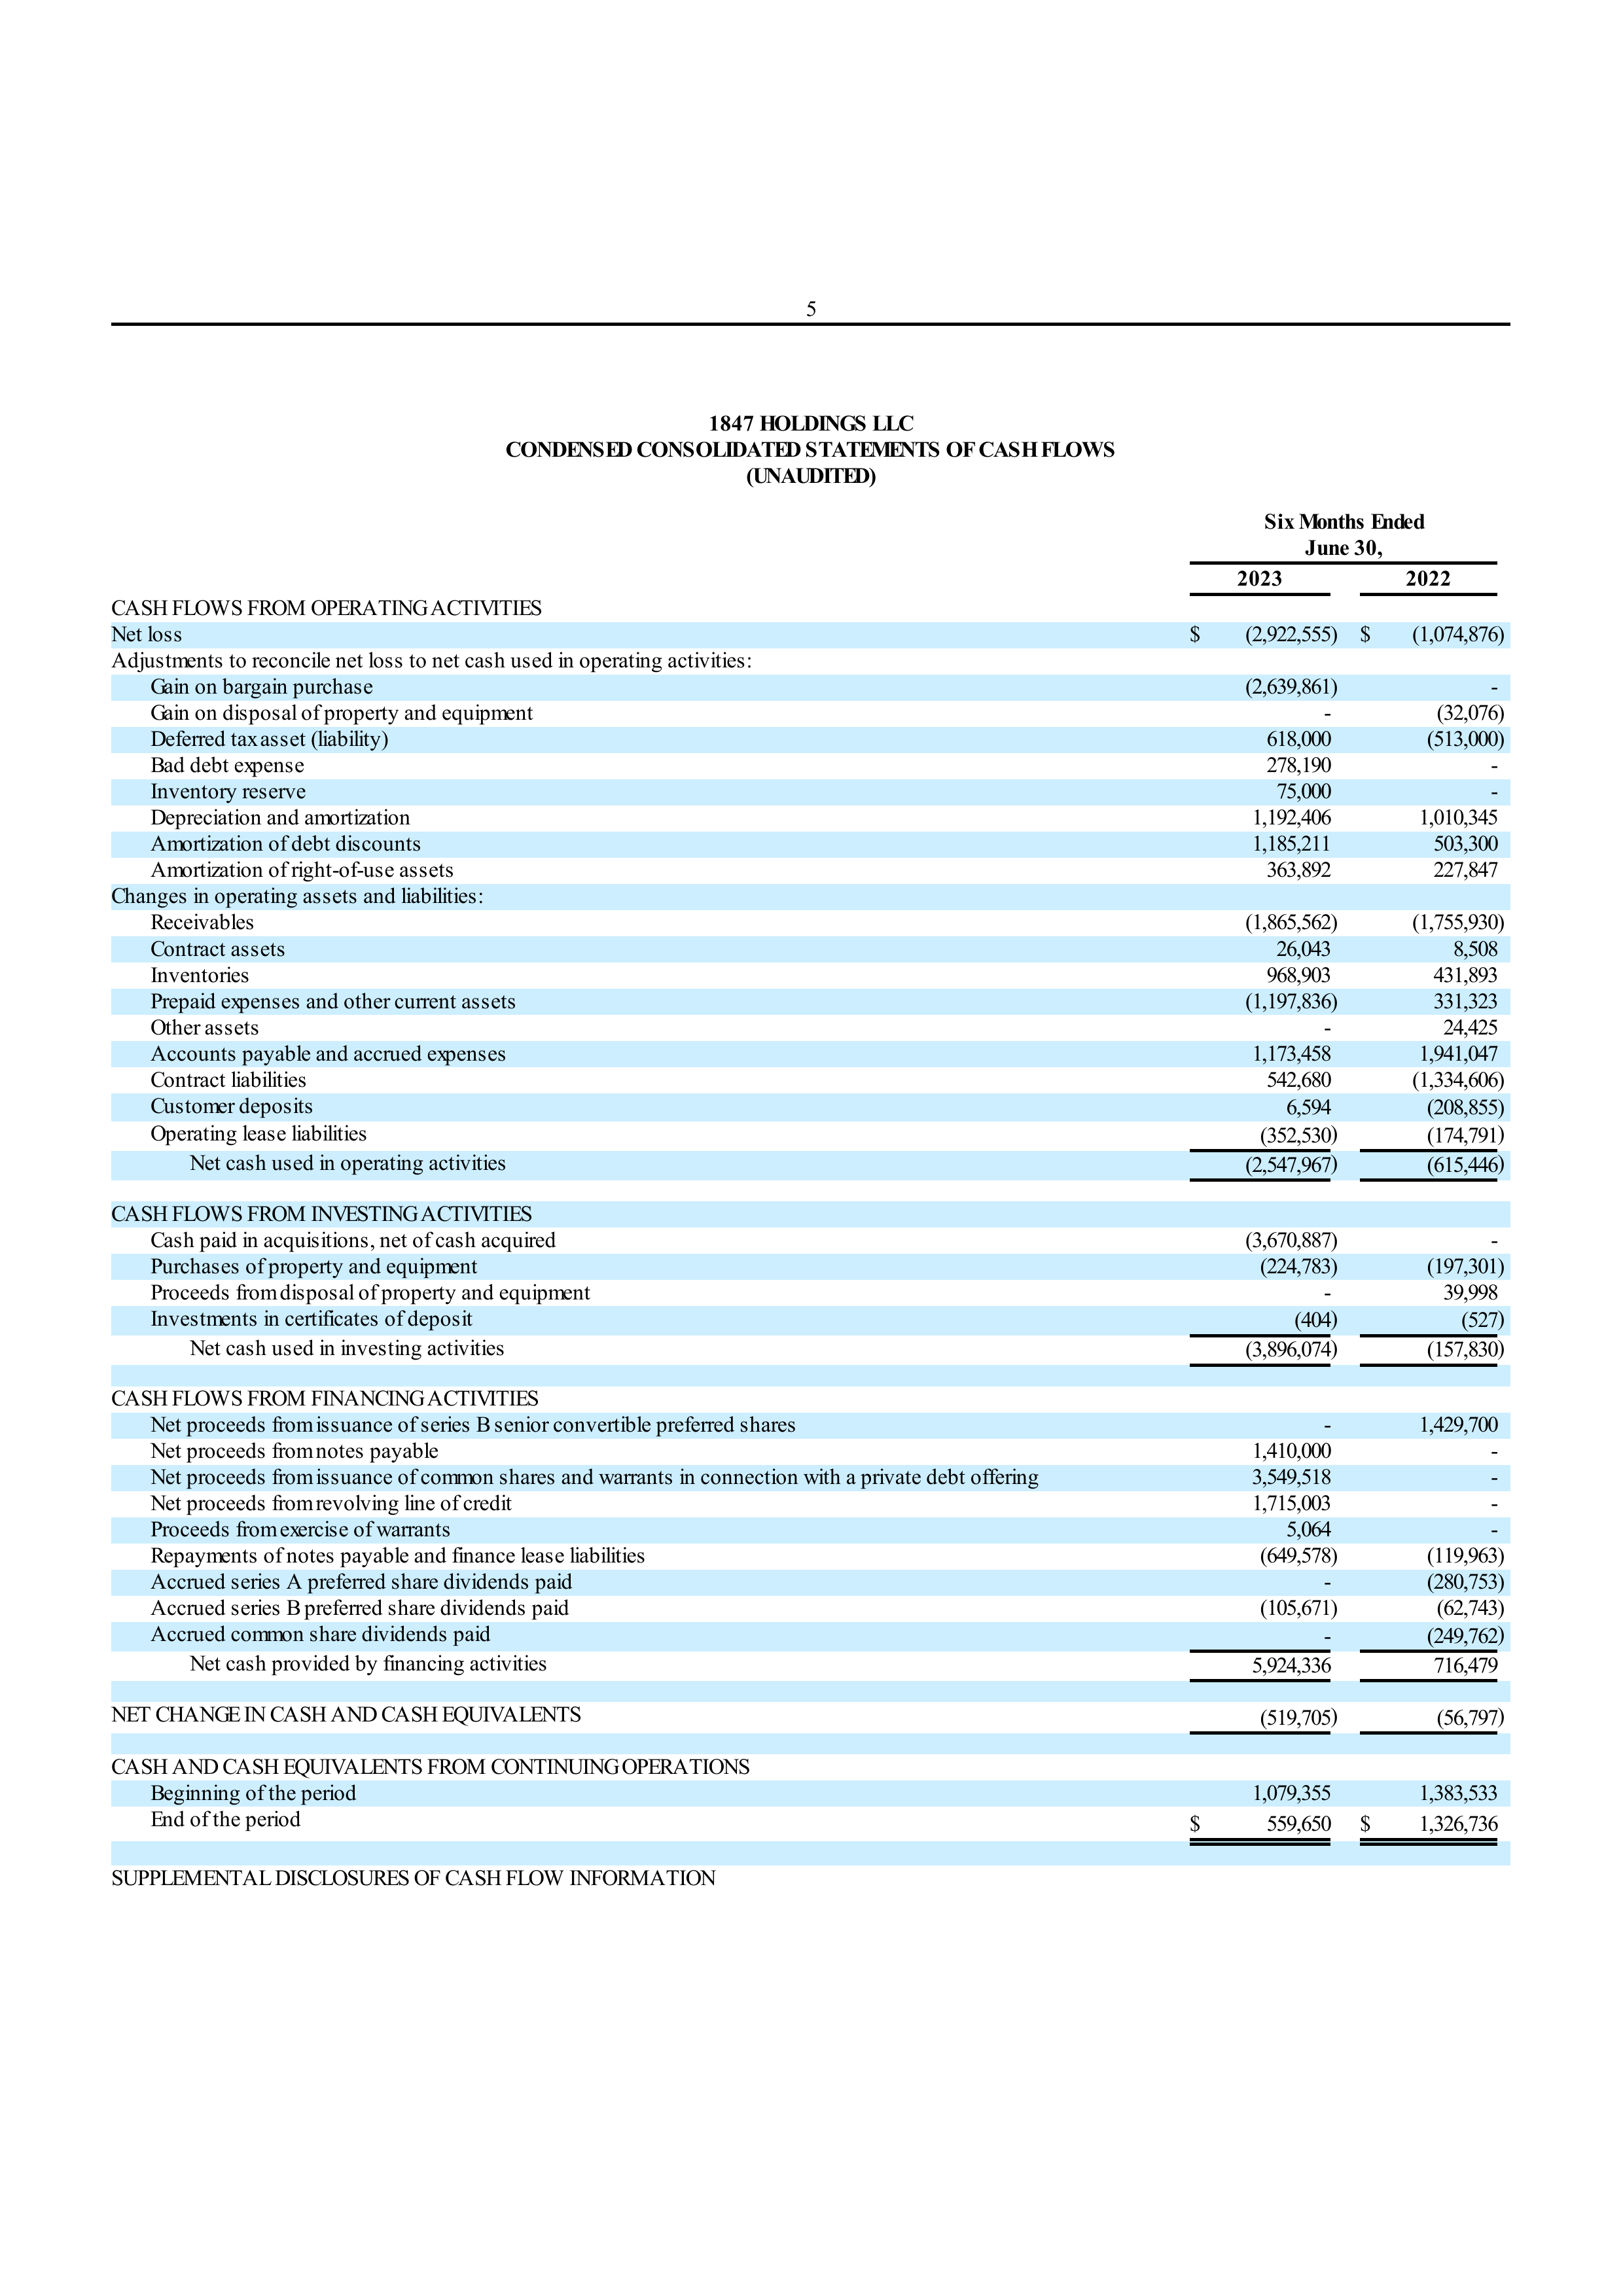 5
1847 HOLDINGS LLC
CONDENSED CONSOLIDATED STATEMENTS OF CASH FLOWS
(UNAUDITED)
Six Months Ended
June 30,
2023 2022
CASH FLOWS FROM OPERATING ACTIVITIES
Net loss $ (2,922,555) $ (1,074,876)
Adjustments to reconcile net loss to net cash used in operating activities:
Gain on bargain purchase (2,639,861) -
Gain on disposal of property and equipment - (32,076)
Deferred tax asset (liability) 618,000 (513,000)
Bad debt expense 278,190 -
Inventory reserve 75,000 -
Depreciation and amortization 1,192,406 1,010,345
Amortization of debt discounts 1,185,211 503,300
Amortization of right-of-use assets 363,892 227,847
Changes in operating assets and liabilities:
Receivables (1,865,562) (1,755,930)
Contract assets 26,043 8,508
Inventories 968,903 431,893
Prepaid expenses and other current assets (1,197,836) 331,323
Other assets - 24,425
Accounts payable and accrued expenses 1,173,458 1,941,047
Contract liabilities 542,680 (1,334,606)
Customer deposits 6,594 (208,855)
Operating lease liabilities (352,530) (174,791)
Net cash used in operating activities (2,547,967) (615,446)
CASH FLOWS FROM INVESTING ACTIVITIES
Cash paid in acquisitions, net of cash acquired (3,670,887) -
Purchases of property and equipment (224,783) (197,301)
Proceeds from disposal of property and equipment - 39,998
Investments in certificates of deposit (404) (527)
Net cash used in investing activities (3,896,074) (157,830)
CASH FLOWS FROM FINANCING ACTIVITIES
Net proceeds from issuance of series B senior convertible preferred shares - 1,429,700
Net proceeds from notes payable 1,410,000 -
Net proceeds from issuance of common shares and warrants in connection with a private debt offering 3,549,518 -
Net proceeds from revolving line of credit 1,715,003 -
Proceeds from exercise of warrants 5,064 -
Repayments of notes payable and finance lease liabilities (649,578) (119,963)
Accrued series A preferred share dividends paid - (280,753)
Accrued series B preferred share dividends paid (105,671) (62,743)
Accrued common share dividends paid - (249,762)
Net cash provided by financing activities 5,924,336 716,479
NET CHANGE IN CASH AND CASH EQUIVALENTS (519,705) (56,797)
CASH AND CASH EQUIVALENTS FROM CONTINUING OPERATIONS
Beginning of the period 1,079,355 1,383,533
End of the period $ 559,650 $ 1,326,736
SUPPLEMENTAL DISCLOSURES OF CASH FLOW INFORMATION